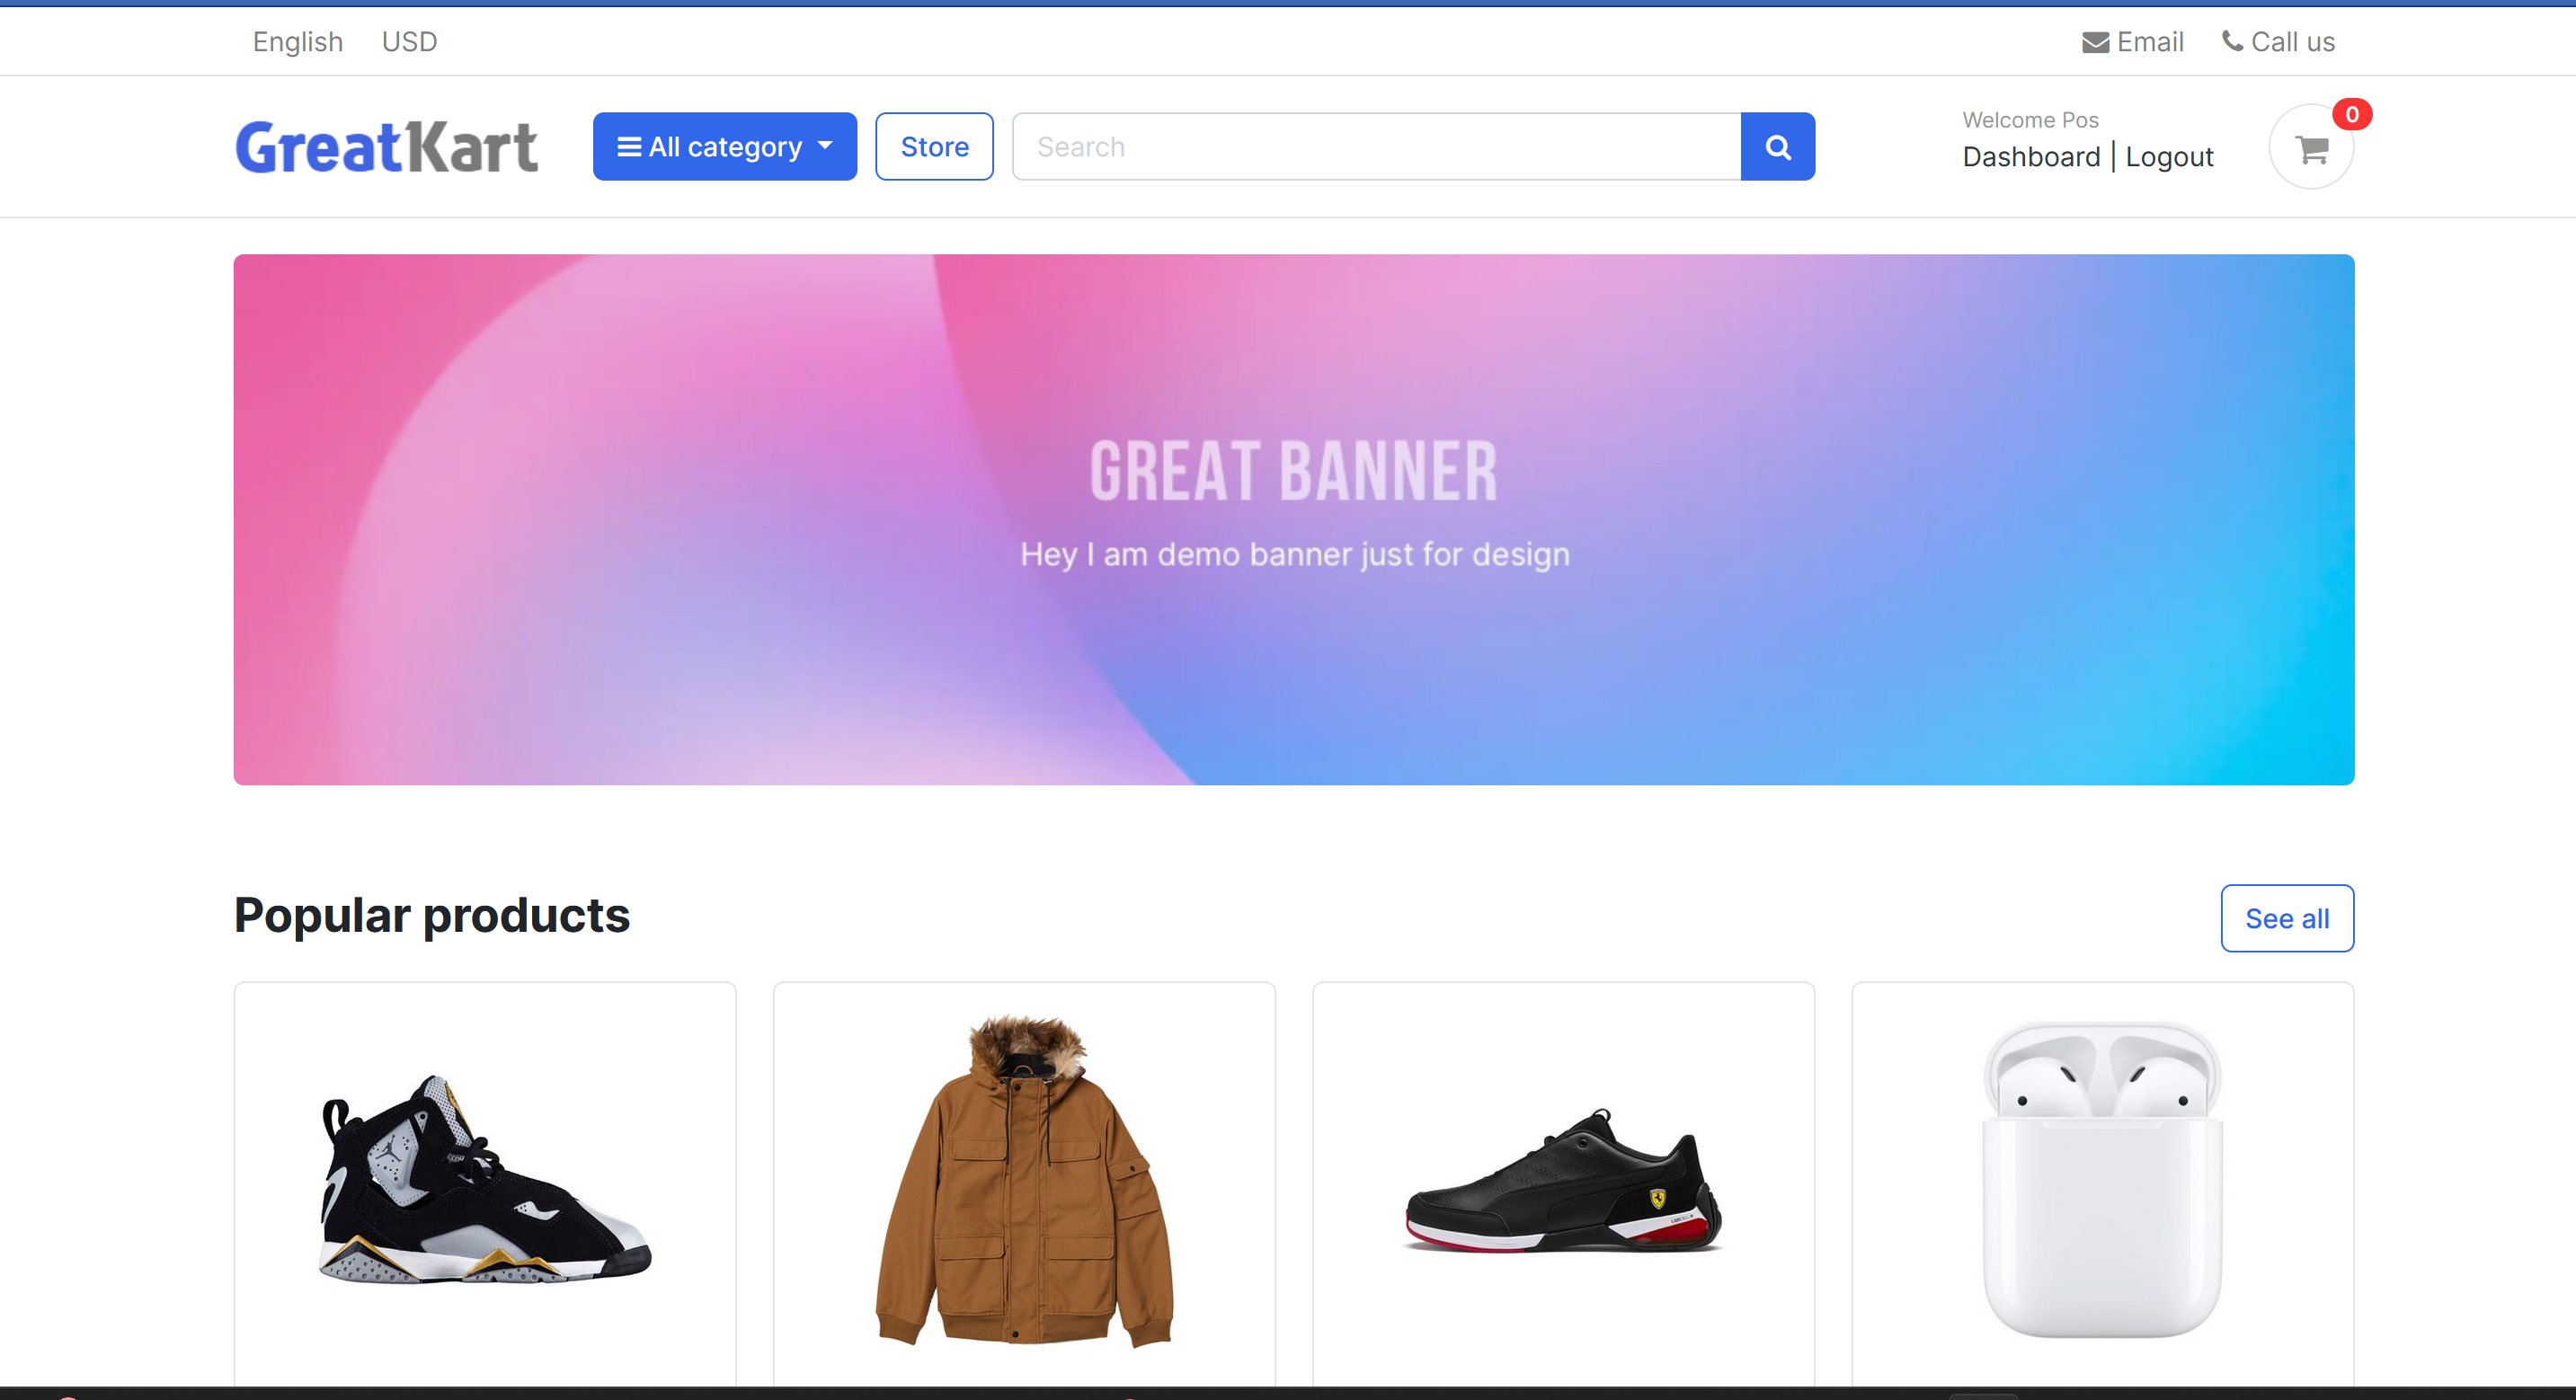 English USD Email Call us
GreatKart All category Store Search Welcome Pos 0
Dashboard | Logout
GREAT BANNER
Hey I am demo banner just for design
Popular products See all